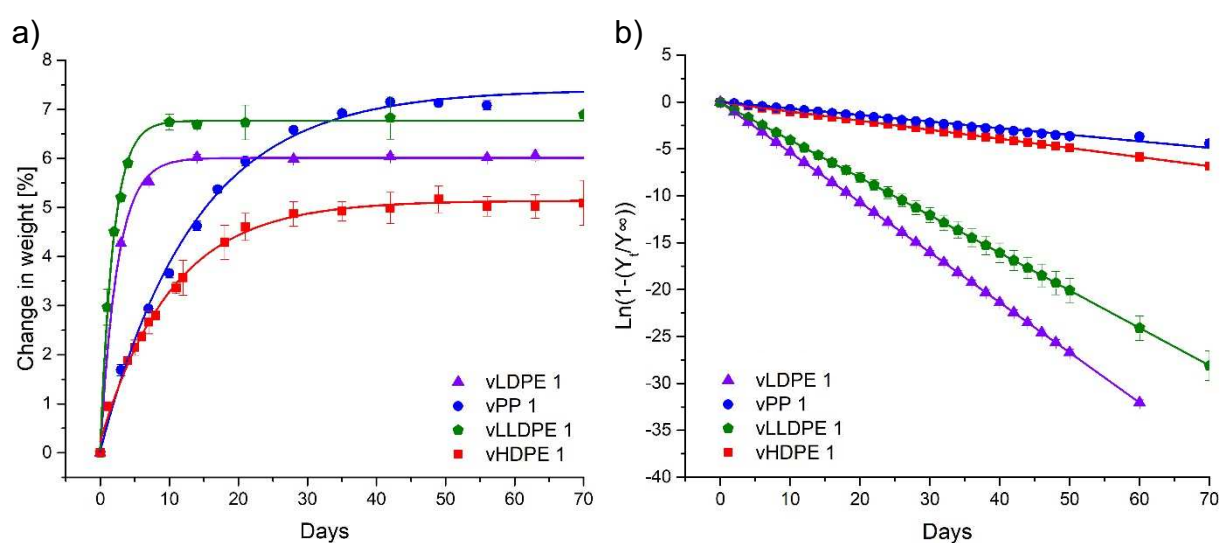 a)
Change in weight [%]
8
7
6
5
4
3
2
1
0
vLDPE 1
vPP 1
vLLDPE 1
vHDPE 1
0 10 20 30 40 50 60 70
Days
b)
Ln(1-(Yt/Y∞))
5
0
-5
-10
-15
-20
-25
-30
-35
-40
vLDPE 1
vPP 1
vLLDPE 1
vHDPE 1
0 10 20 30 40 50 60 70
Days